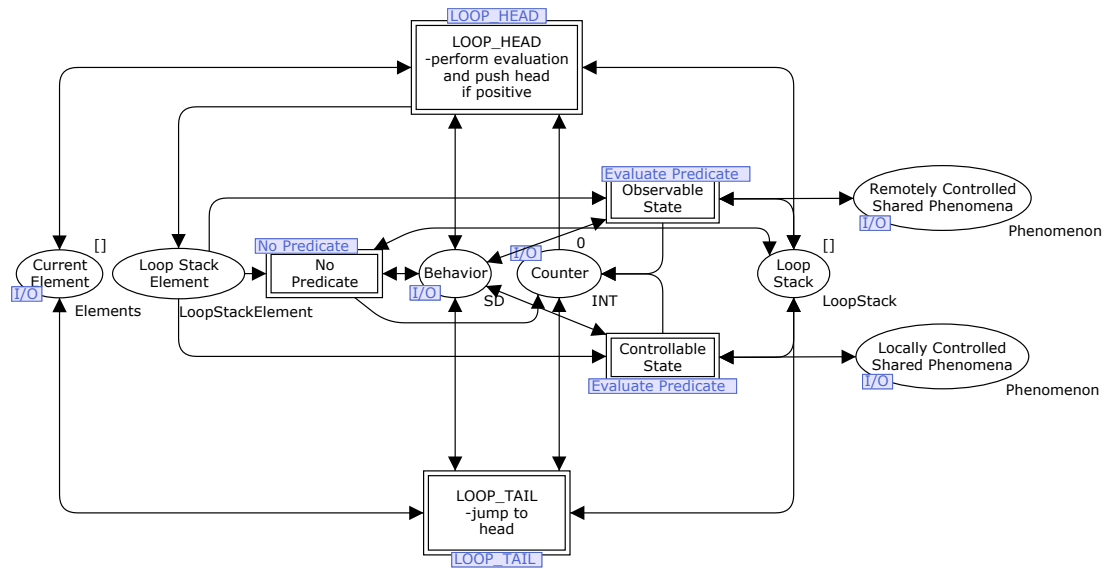 LOOP_HEAD
LOOP_HEAD
-perform evaluation
and push head
if positive
Evaluate Predicate
Observable
State
Remotely Controlled
Shared Phenomena
I/O
Phenomenon
[]
Current
Element
I/O
Elements
Loop Stack
Element
LoopStackElement
No Predicate
No
Predicate
Behavior
I/O
SD
0
I/O
Counter
INT
[]
Loop
Stack
LoopStack
Controllable
State
Evaluate Predicate
Locally Controlled
Shared Phenomena
I/O
Phenomenon
LOOP_TAIL
-jump to
head
LOOP_TAIL